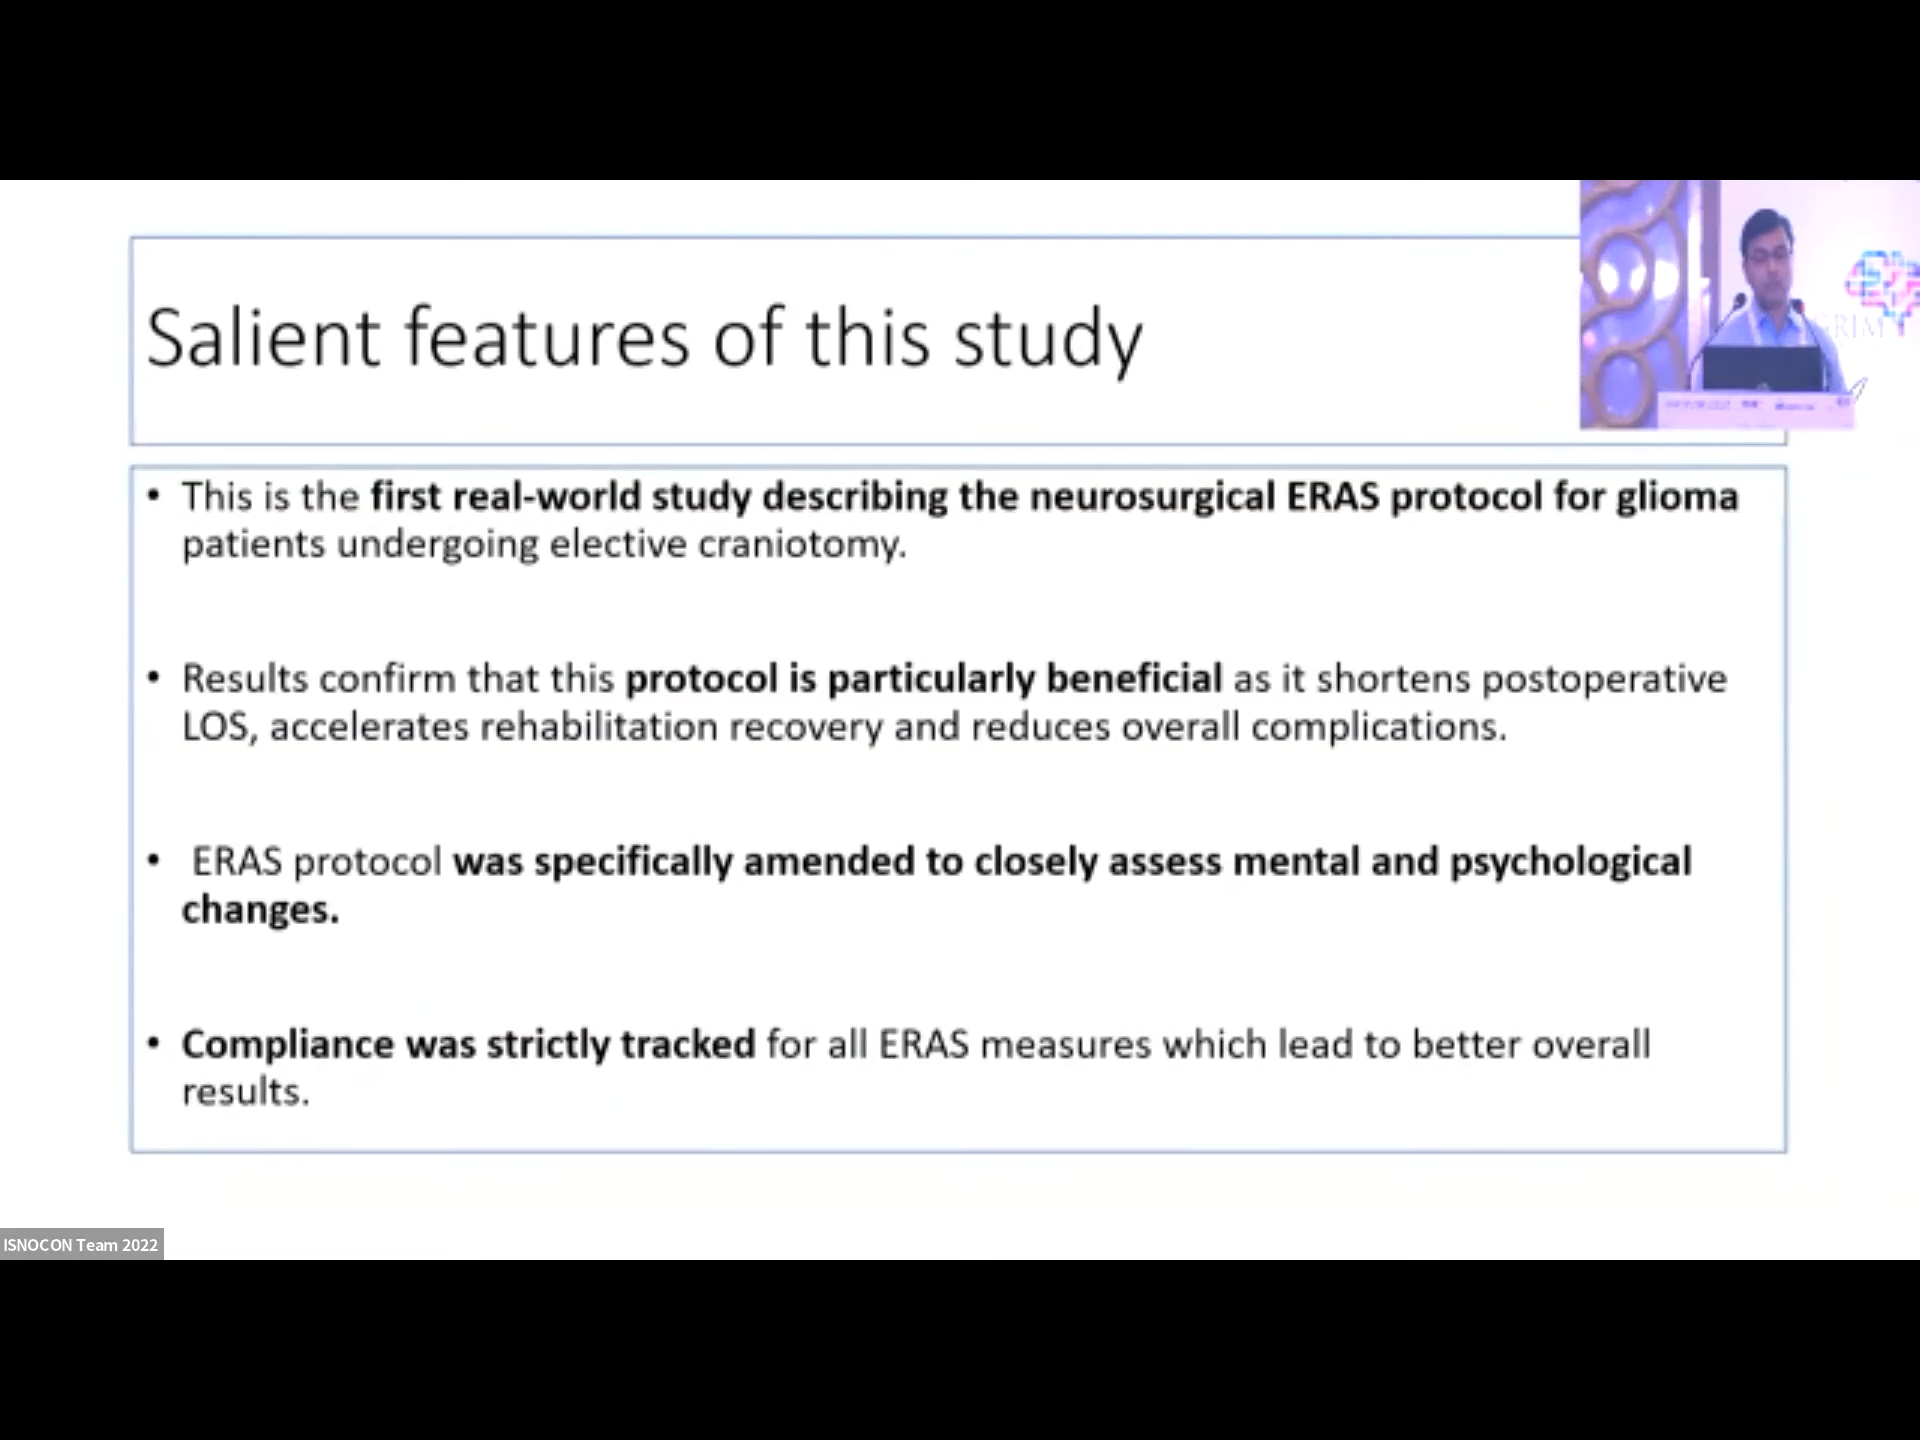 Salient features of this study
• This is the first real-world study describing the neurosurgical ERAS protocol for glioma
patients undergoing elective craniotomy.
• Results confirm that this protocol is particularly beneficial as it shortens postoperative
LOS, accelerates rehabilitation recovery and reduces overall complications.
• ERAS protocol was specifically amended to closely assess mental and psychological
changes.
• Compliance was strictly tracked for all ERAS measures which lead to better overall
results.
ISNOCON Team 2022